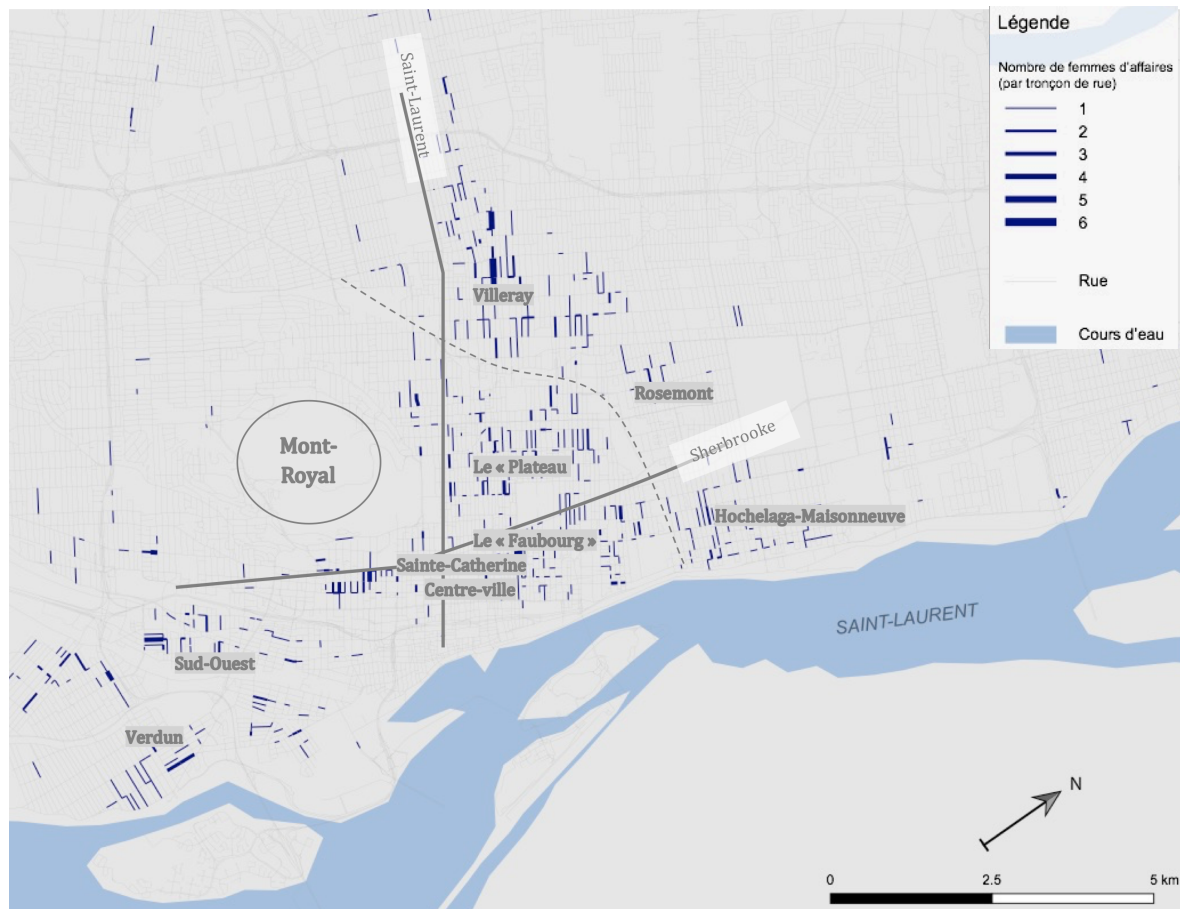 Légende
Nombre de femmes d'affaires
(par tronçon de rue)
1
2
3
4
5
6
Rue
Cours d'eau
Saint-Laurent
Villeray
Rosemont
Mont-
Royal
Sherbrooke
Le « Plateau
Hochelaga-Maisonneuve
Le « Faubourg »
Sainte-Catherine
Centre-ville
SAINT-LAURENT
Sud-Ouest
Verdun
N
0
2.5
5 km